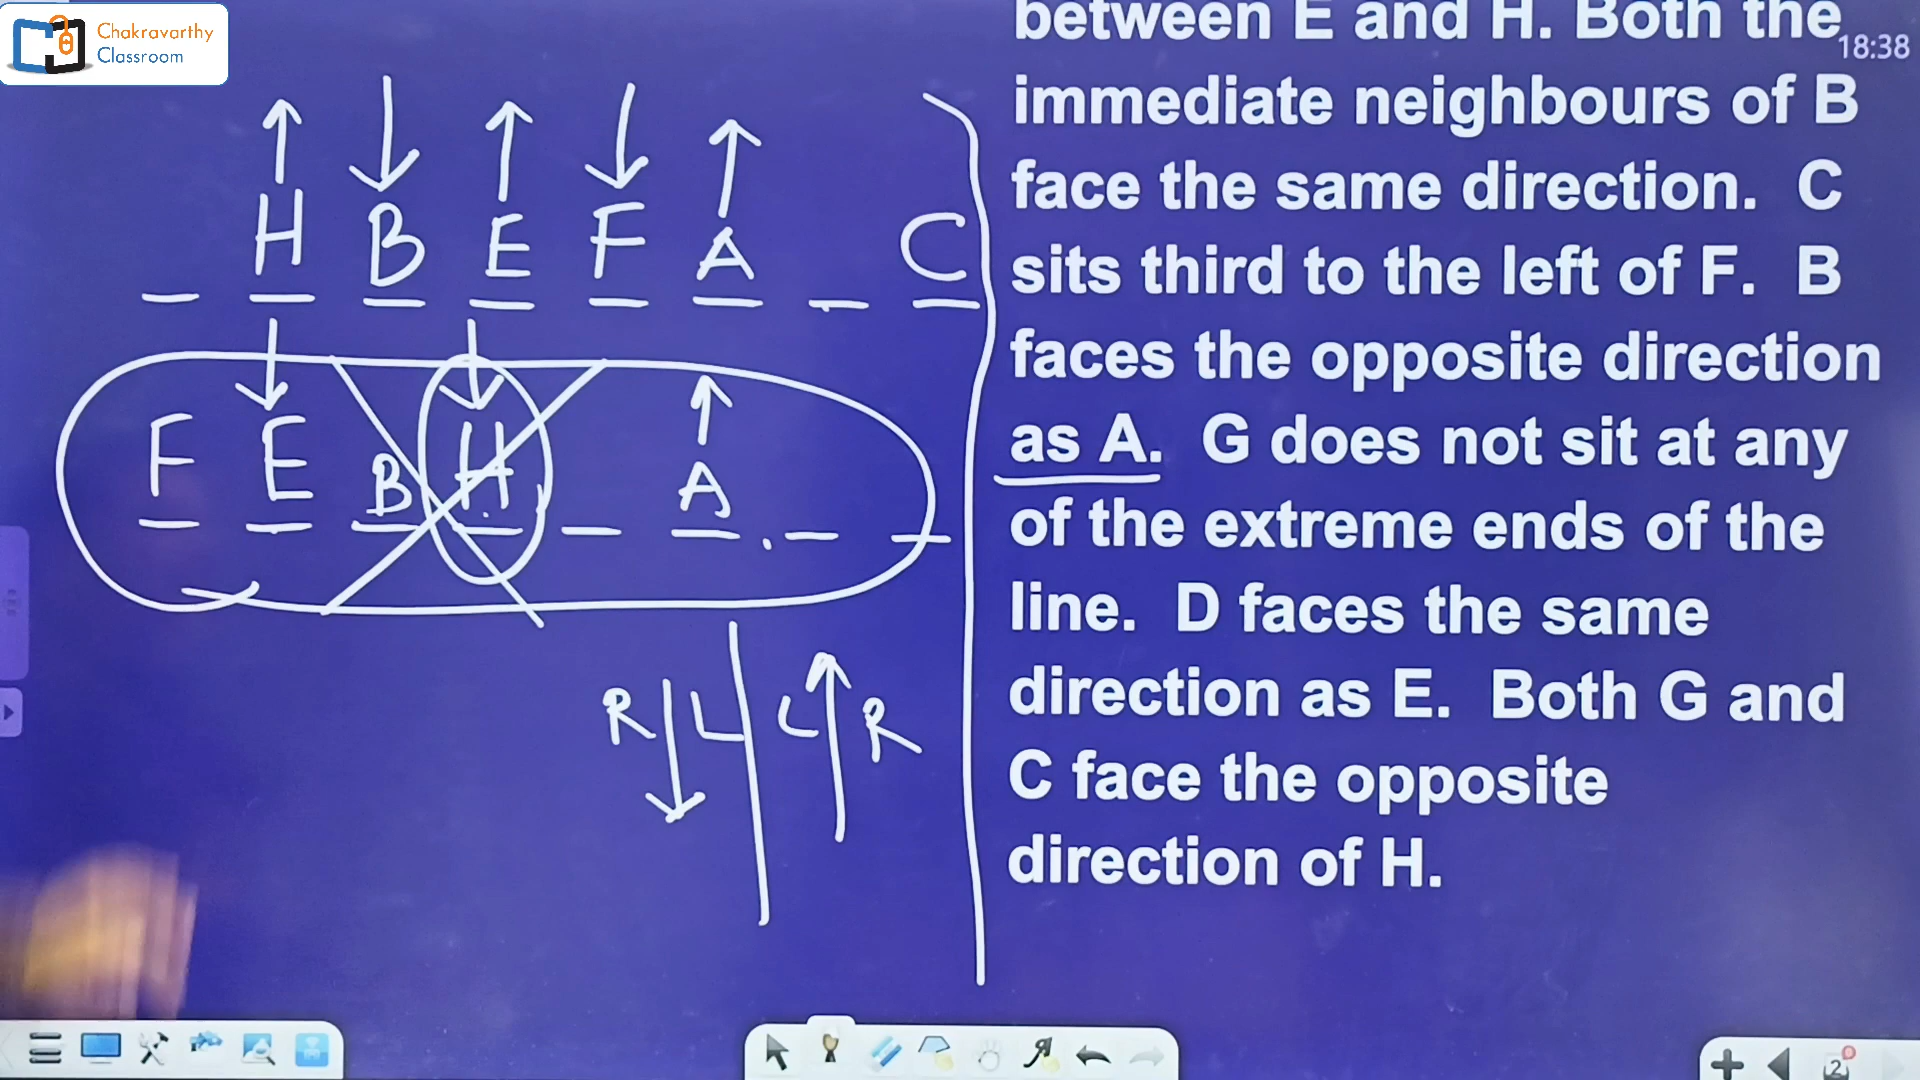 Chakravarthy
Classroom
18:38
between E and H. Both the
immediate neighbours of B
face the same direction. C
sits third to the left of F. B
faces the opposite direction
as A. G does not sit at any
of the extreme ends of the
line. D faces the same
direction as E. Both G and
C face the opposite
direction of H.
H B E F A C
F E B H A
R L L R
2